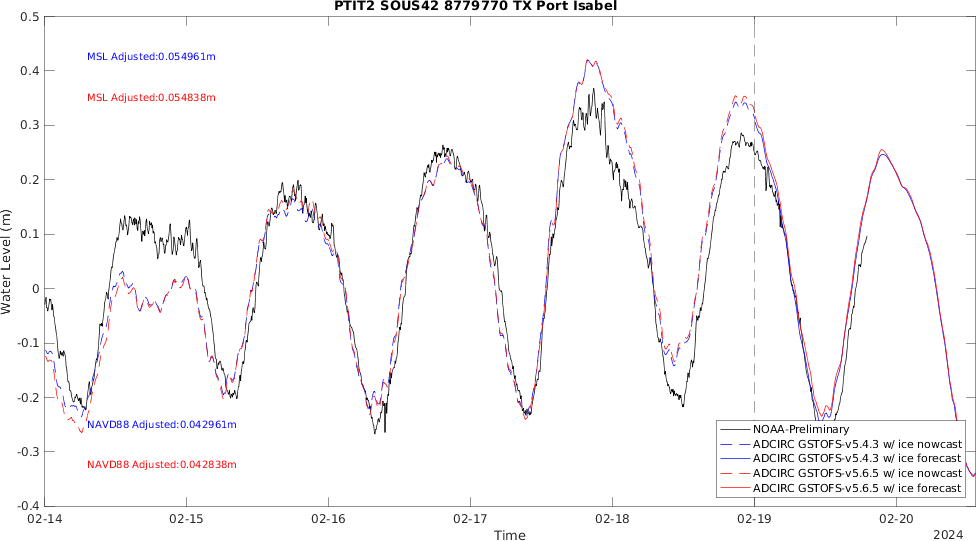 PTIT2 SOUS42 8779770 TX Port Isabel
0.5
0.4
0.3
0.2
0.1
0
-0.1
-0.2
-0.3
-0.4
Water Level (m)
MSL Adjusted:0.054961m
MSL Adjusted:0.054838m
NAVD88 Adjusted:0.042961m
NAVD88 Adjusted:0.042838m
NOAA-Preliminary
ADCIRC GSTOFS-v5.4.3 w/ ice nowcast
ADCIRC GSTOFS-v5.4.3 w/ ice forecast
ADCIRC GSTOFS-v5.6.5 w/ ice nowcast
ADCIRC GSTOFS-v5.6.5 w/ ice forecast
02-14 02-15 02-16 02-17 02-18 02-19 02-20
Time
2024